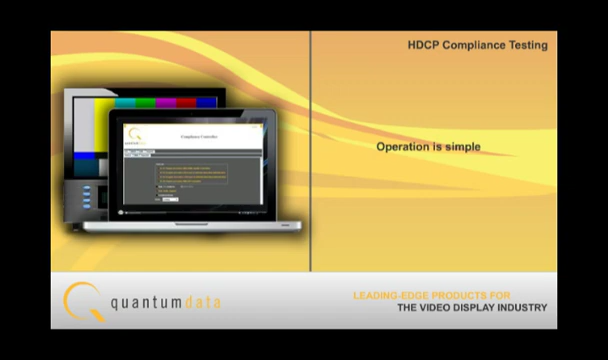 HDCP Compliance Testing
Operation is simple
Compliance Controller
quantumdata
LEADING-EDGE PRODUCTS FOR
THE VIDEO DISPLAY INDUSTRY